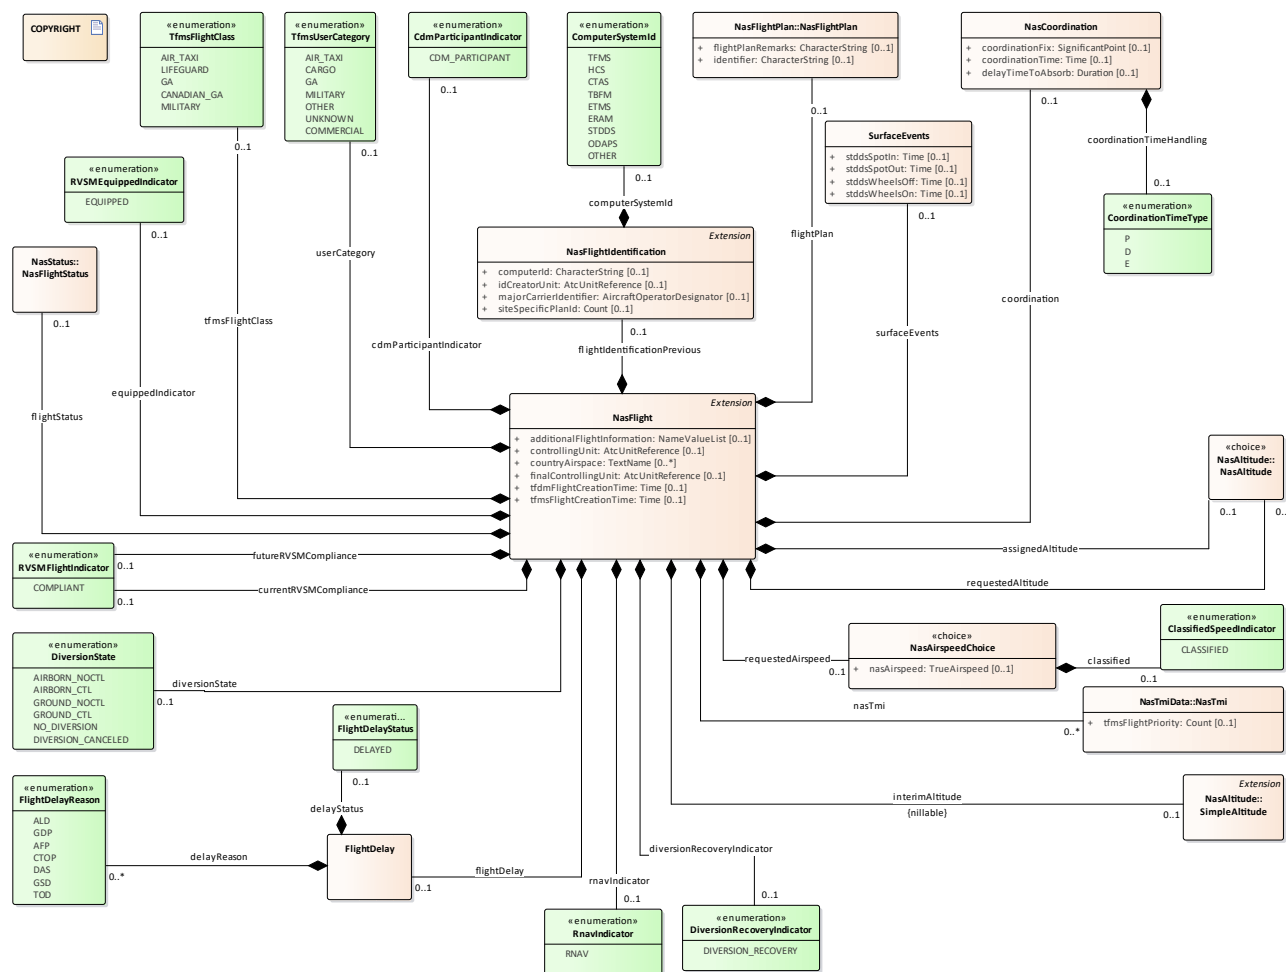 COPYRIGHT
«enumeration»
TfmsFlightClass
AIR_TAXI
LIFEGUARD
GA
CANADIAN_GA
MILITARY
0..1
«enumeration»
TfmsUserCategory
AIR_TAXI
CARGO
GA
MILITARY
OTHER
UNKNOWN
COMMERCIAL
0..1
«enumeration»
CdmParticipantIndicator
CDM_PARTICIPANT
0..1
«enumeration»
ComputerSystemId
TFMS
HCS
CTAS
TBFM
ETMS
ERAM
STDDS
ODAPS
OTHER
0..1
computerSystemId
NasFlightPlan::NasFlightPlan
+ flightPlanRemarks: CharacterString [0..1]
+ identifier: CharacterString [0..1]
0..1
NasCoordination
+ coordinationFix: SignificantPoint [0..1]
+ coordinationTime: Time [0..1]
+ delayTimeToAbsorb: Duration [0..1]
0..1
coordinationTimeHandling
0..1
SurfaceEvents
+ stddsSpotIn: Time [0..1]
+ stddsSpotOut: Time [0..1]
+ stddsWheelsOff: Time [0..1]
+ stddsWheelsOn: Time [0..1]
0..1
«enumeration»
CoordinationTimeType
P
D
E
«enumeration»
RVSMEquippedIndicator
EQUIPPED
0..1
NasStatus::
NasFlightStatus
0..1
Extension
NasFlightIdentification
+ computerId: CharacterString [0..1]
+ idCreatorUnit: AtcUnitReference [0..1]
+ majorCarrierIdentifier: AircraftOperatorDesignator [0..1]
+ siteSpecificPlanId: Count [0..1]
0..1
flightIdentificationPrevious
flightPlan
userCategory
coordination
tfmsFlightClass
surfaceEvents
cdmParticipantIndicator
equippedIndicator
flightStatus
Extension
NasFlight
+ additionalFlightInformation: NameValueList [0..1]
+ controllingUnit: AtcUnitReference [0..1]
+ countryAirspace: TextName [0..*]
+ finalControllingUnit: AtcUnitReference [0..1]
+ tfdmFlightCreationTime: Time [0..1]
+ tfmsFlightCreationTime: Time [0..1]
«choice»
NasAltitude::
NasAltitude
0..1
0..
assignedAltitude
requestedAltitude
«enumeration»
RVSMFlightIndicator
COMPLIANT
0..1
futureRVSMCompliance
0..1
currentRVSMCompliance
«enumeration»
DiversionState
AIRBORN_NOCTL
AIRBORN_CTL
GROUND_NOCTL
GROUND_CTL
NO_DIVERSION
DIVERSION_CANCELED
0..1
diversionState
«choice»
NasAirspeedChoice
+ nasAirspeed: TrueAirspeed [0..1]
requestedAirspeed
0..1
«enumeration»
ClassifiedSpeedIndicator
CLASSIFIED
classified
0..1
NasTmiData::NasTmi
+ tfmsFlightPriority: Count [0..1]
nasTmi
0..*
«enumerati...
FlightDelayStatus
DELAYED
0..1
delayStatus
«enumeration»
FlightDelayReason
ALD
GDP
AFP
CTOP
DAS
GSD
TOD
0..*
delayReason
FlightDelay
0..1
flightDelay
Extension
NasAltitude::
SimpleAltitude
interimAltitude
{nillable}
0..1
diversionRecoveryIndicator
0..1
rnavIndicator
0..1
«enumeration»
RnavIndicator
RNAV
«enumeration»
DiversionRecoveryIndicator
DIVERSION_RECOVERY